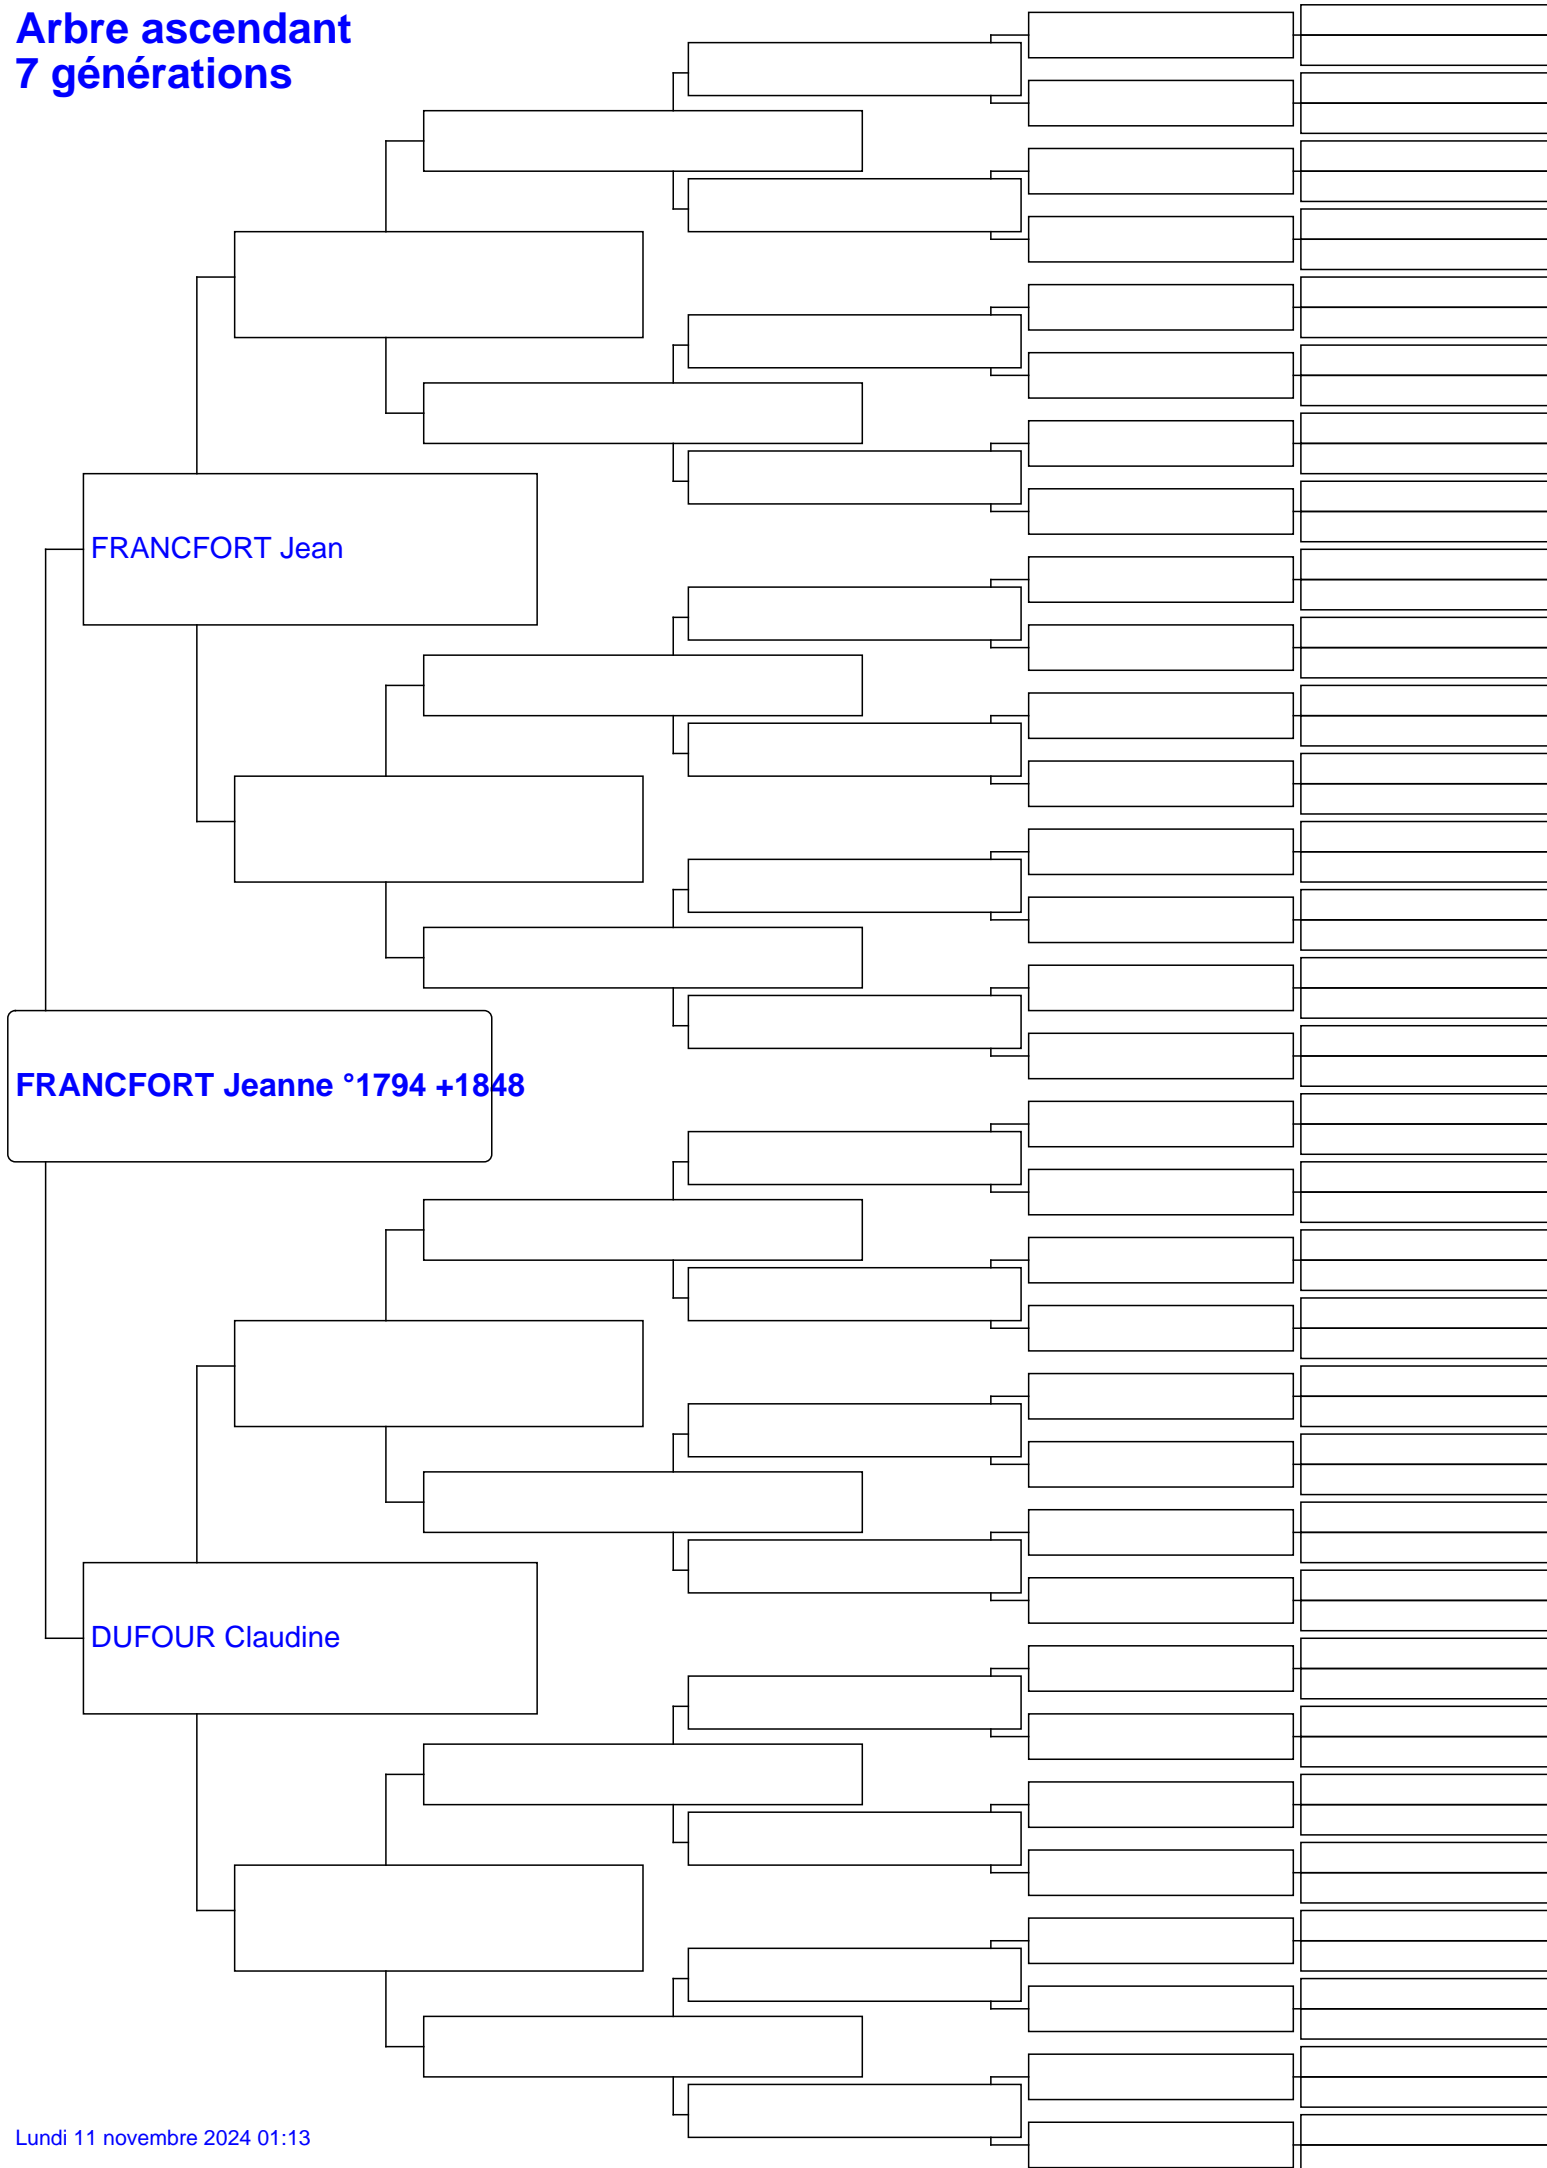 Arbre ascendant
7 générations
FRANCFORT Jean
FRANCFORT Jeanne °1794 +1848
DUFOUR Claudine
Lundi 11 novembre 2024 01:13